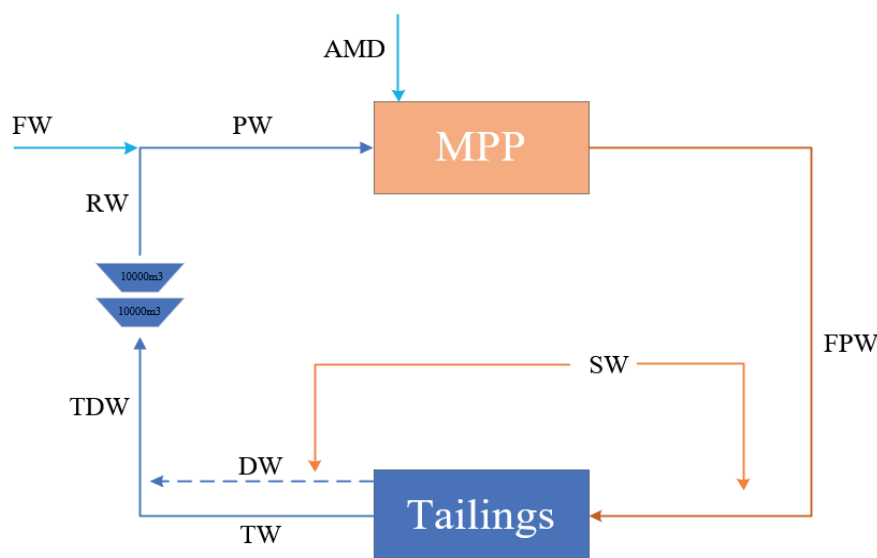 AMD
FW
PW
MPP
RW
10000m3
10000m3
FPW
SW
TDW
DW
Tailings
TW